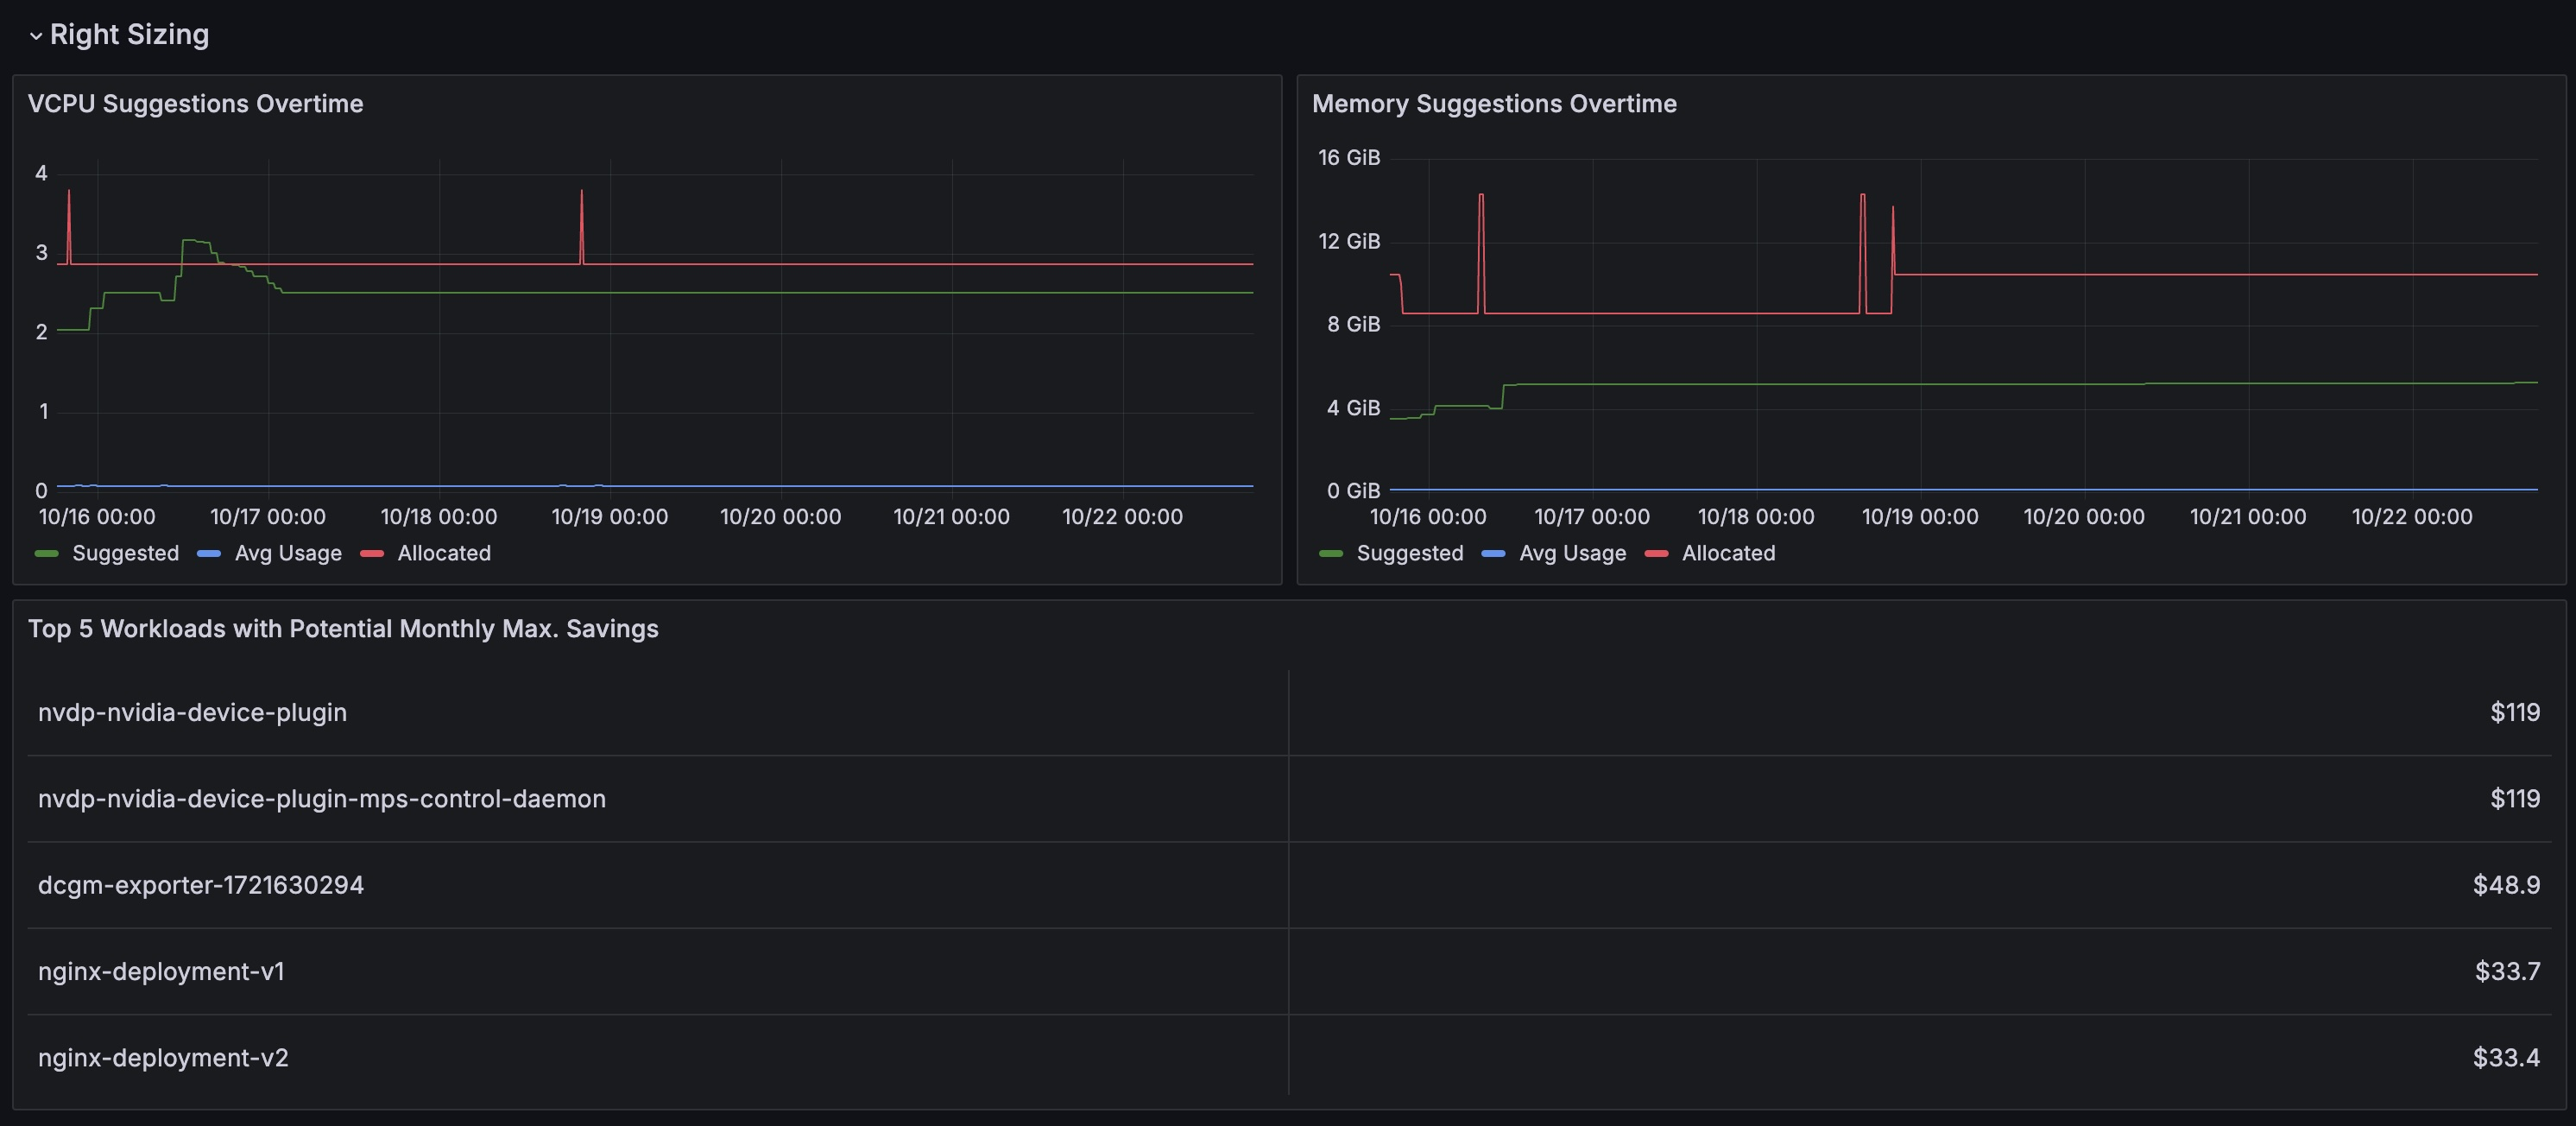 Right Sizing
VCPU Suggestions Overtime
4
3
2
1
0
10/16 00:00 10/17 00:00 10/18 00:00 10/19 00:00 10/20 00:00 10/21 00:00 10/22 00:00
Suggested Avg Usage Allocated
Memory Suggestions Overtime
16 GiB
12 GiB
8 GiB
4 GiB
0 GiB
10/16 00:00 10/17 00:00 10/18 00:00 10/19 00:00 10/20 00:00 10/21 00:00 10/22 00:00
Suggested Avg Usage Allocated
Top 5 Workloads with Potential Monthly Max. Savings
nvdp-nvidia-device-plugin $119
nvdp-nvidia-device-plugin-mps-control-daemon $119
dcgm-exporter-1721630294 $48.9
nginx-deployment-v1 $33.7
nginx-deployment-v2 $33.4